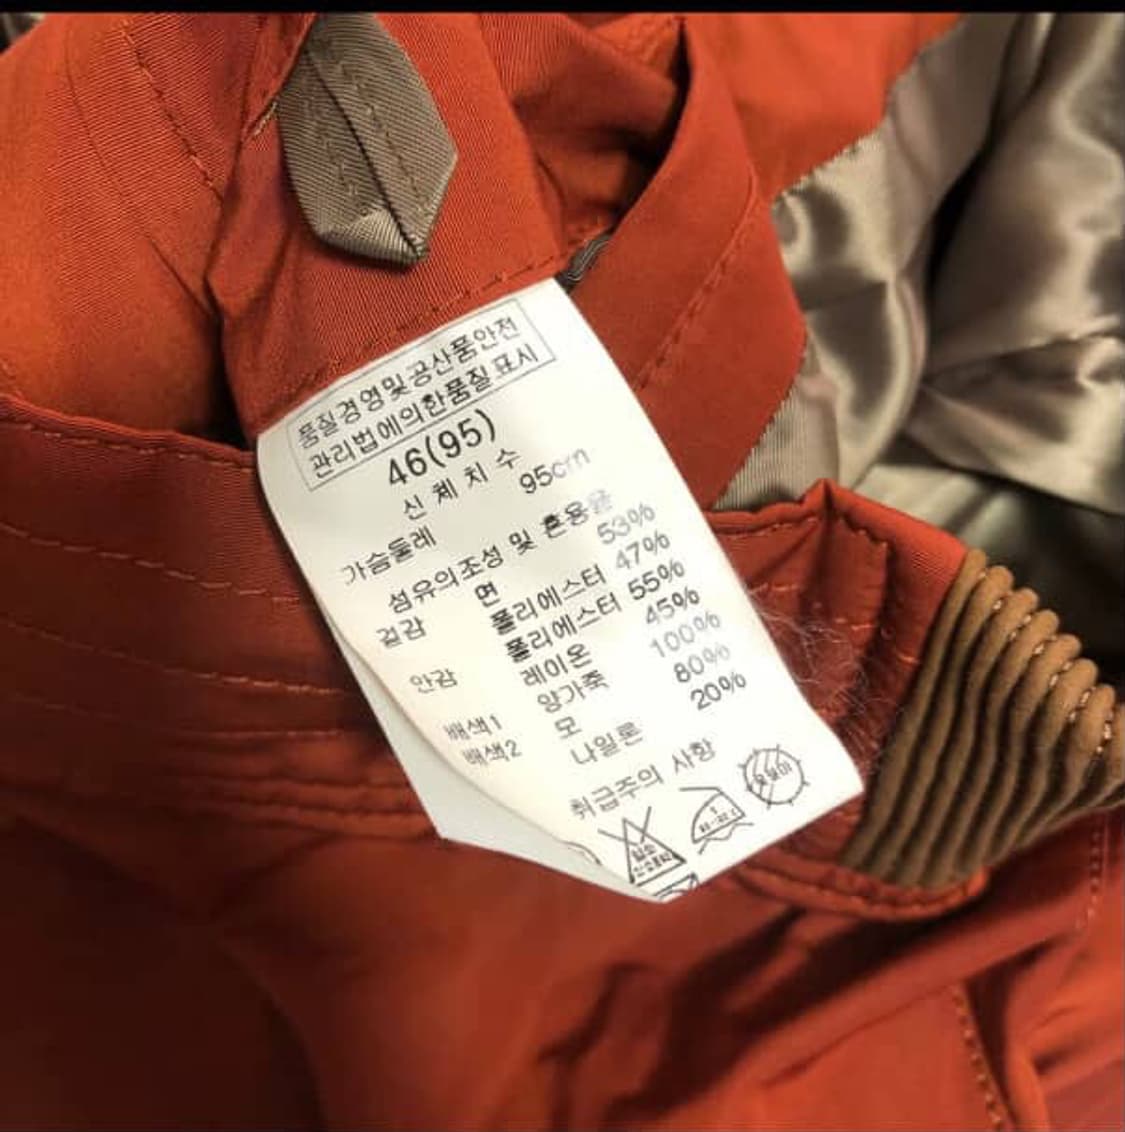 품질경영및공산품안전
관리법에의한품질표시
46(95)
신체치수
가슴둘레 95cm
섬유의조성 및 혼용율
겉감 면 53%
폴리에스터 47%
안감 폴리에스터 55%
레이온 45%
배색1 양가죽 100%
배색2 모 80%
나일론 20%
취급주의 사항